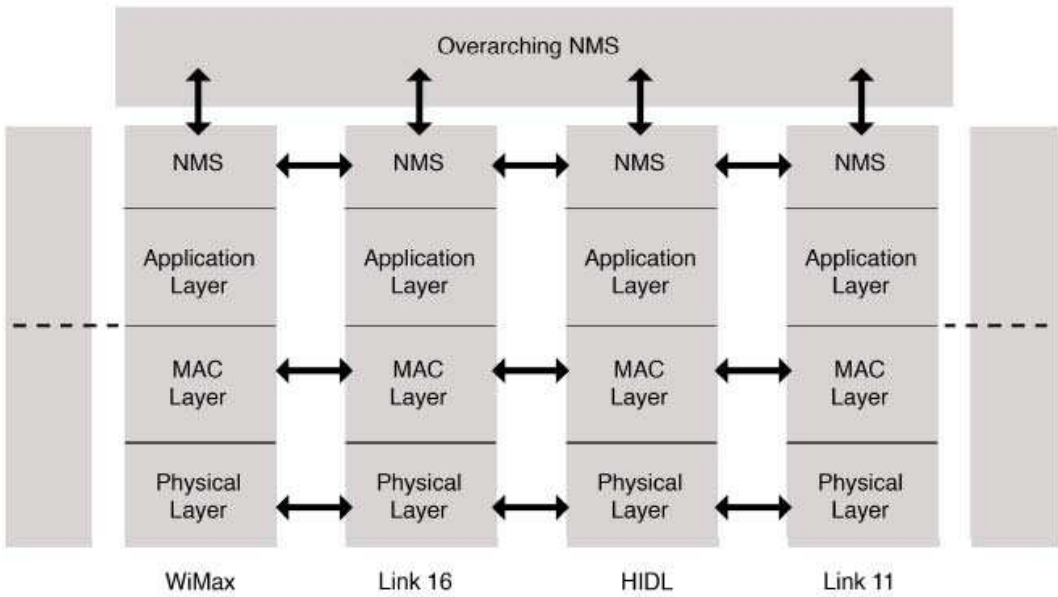 Overarching NMS
NMS NMS NMS NMS
Application Application Application Application
Layer Layer Layer Layer
MAC MAC MAC MAC
Layer Layer Layer Layer
Physical Physical Physical Physical
Layer Layer Layer Layer
WiMax Link 16 HIDL Link 11